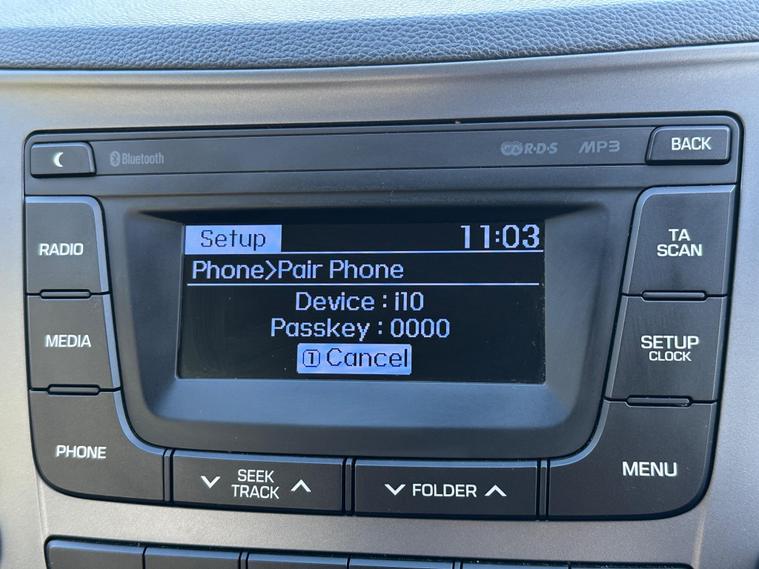 Bluetooth
R·D·S
MP3
BACK
RADIO
MEDIA
PHONE
Setup
11:03
Phone>Pair Phone
Device : i10
Passkey : 0000
1 Cancel
TA
SCAN
SETUP
CLOCK
SEEK
TRACK
FOLDER
MENU